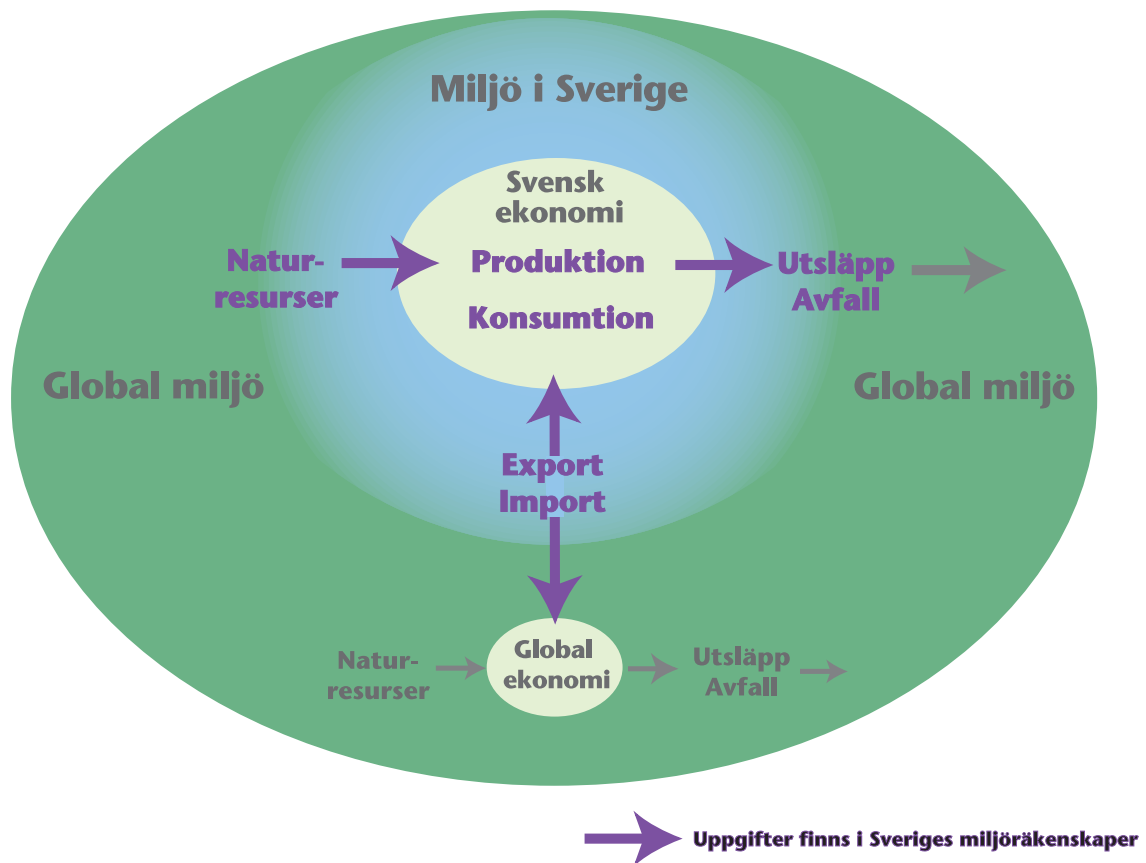 Miljö i Sverige
Svensk
ekonomi
Natur-
resurser
Produktion
Konsumtion
Utsläpp
Avfall
Global miljö
Global miljö
Export
Import
Natur-
resurser
Global
ekonomi
Utsläpp
Avfall
Uppgifter finns i Sveriges miljöräkenskaper